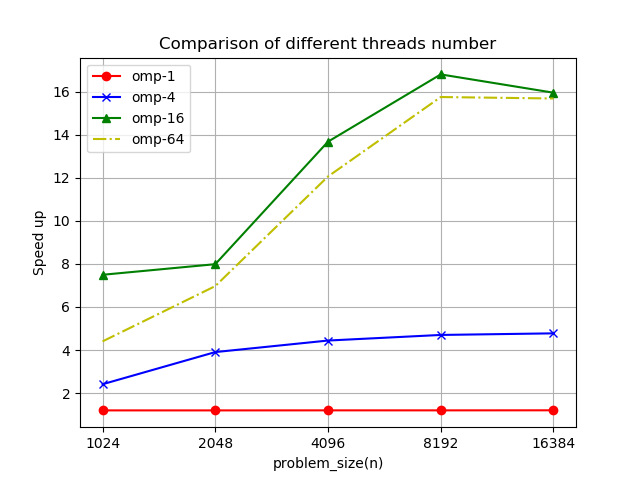 Comparison of different threads number
omp-1
omp-4
omp-16
omp-64
Speed up
16
14
12
10
8
6
4
2
1024 2048 4096 8192 16384
problem_size(n)